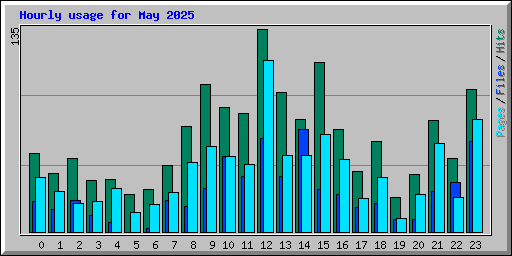 Hourly usage for May 2025
135
Pages / Files / Hits
0 1 2 3 4 5 6 7 8 9 10 11 12 13 14 15 16 17 18 19 20 21 22 23